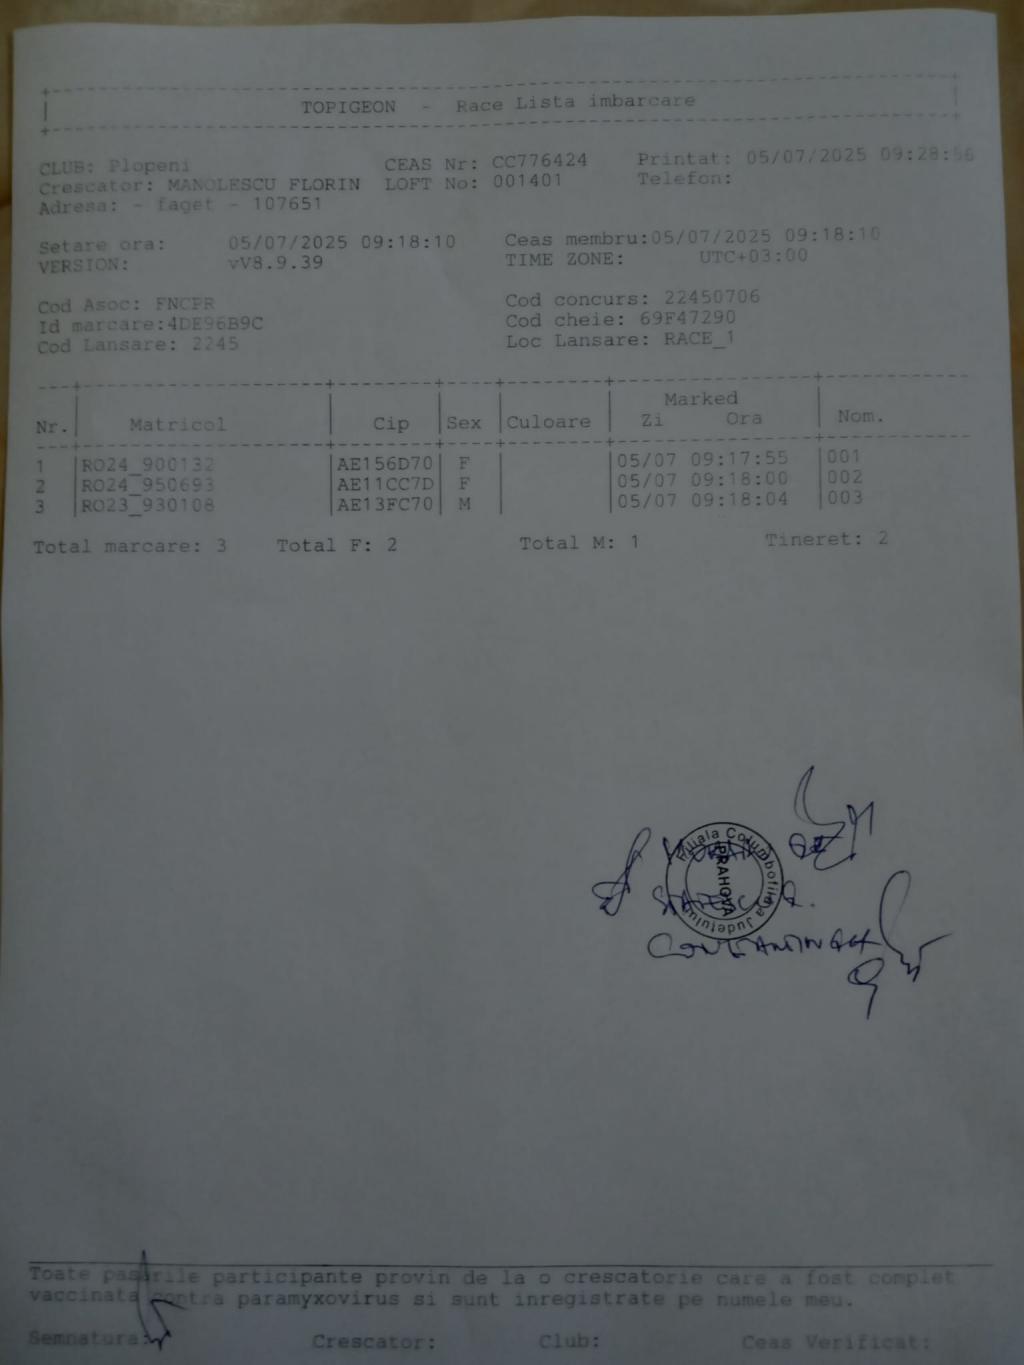 TOPIGEON - Race Lista imbarcare
CLUB: Plopeni CEAS Nr: CC776424 Printat: 05/07/2025 09:28:56
Crescator: MANOLESCU FLORIN LOFT No: 001401 Telefon:
Adresa: - faget - 107651
Setare ora: 05/07/2025 09:18:10 Ceas membru:05/07/2025 09:18:10
VERSION: vV8.9.39 TIME ZONE: UTC+03:00
Cod Asoc: FNCPR Cod concurs: 22450706
Id marcare:4DE96B9C Cod cheie: 69F47290
Cod Lansare: 2245 Loc Lansare: RACE_1
Marked
Nr. Matricol Cip Sex Culoare Zi Ora Nom.
1 RO24_900132 AE156D70 F 05/07 09:17:55 001
2 RO24_950693 AE11CC7D F 05/07 09:18:00 002
3 RO23_930108 AE13FC70 M 05/07 09:18:04 003
Total marcare: 3 Total F: 2 Total M: 1 Tineret: 2
Filiala Columbofila Județului
PRAHOVA
Toate pasarile participante provin de la o crescatorie care a fost complet
vaccinata contra paramyxovirus si sunt inregistrate pe numele meu.
Semnatura: Crescator: Club: Ceas Verificat: